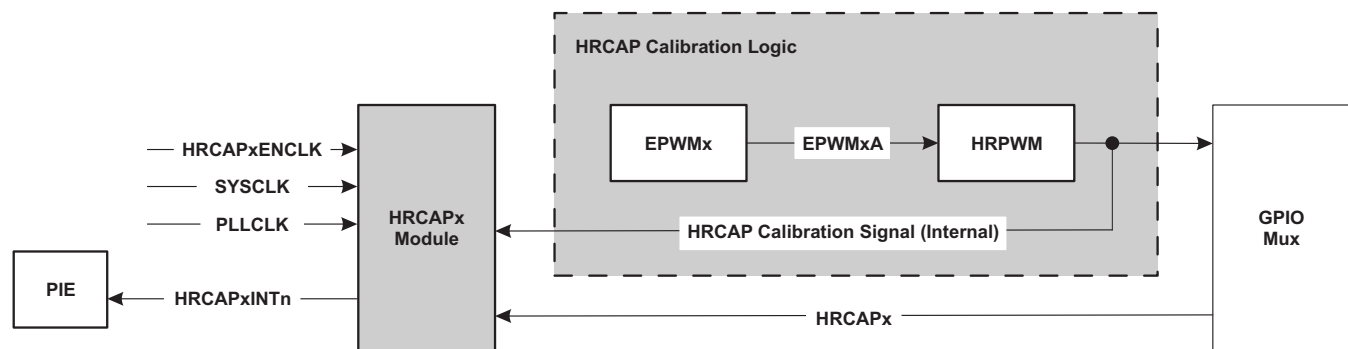 HRCAP Calibration Logic
EPWMx
EPWMxA
HRPWM
HRCAPxENCLK
SYSCLK
PLLCLK
HRCAPx
Module
HRCAP Calibration Signal (Internal)
GPIO
Mux
PIE
HRCAPxINTn
HRCAPx